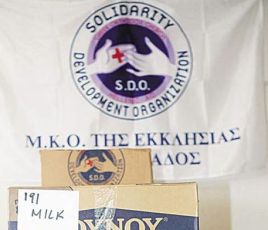 SOLIDARITY
S.D.O.
DEVELOPMENT ORGANIZATION
Μ.Κ.Ο. ΤΗΣ ΕΚΚΛΗΣΙΑΣ
S.D.O.
191
MILK